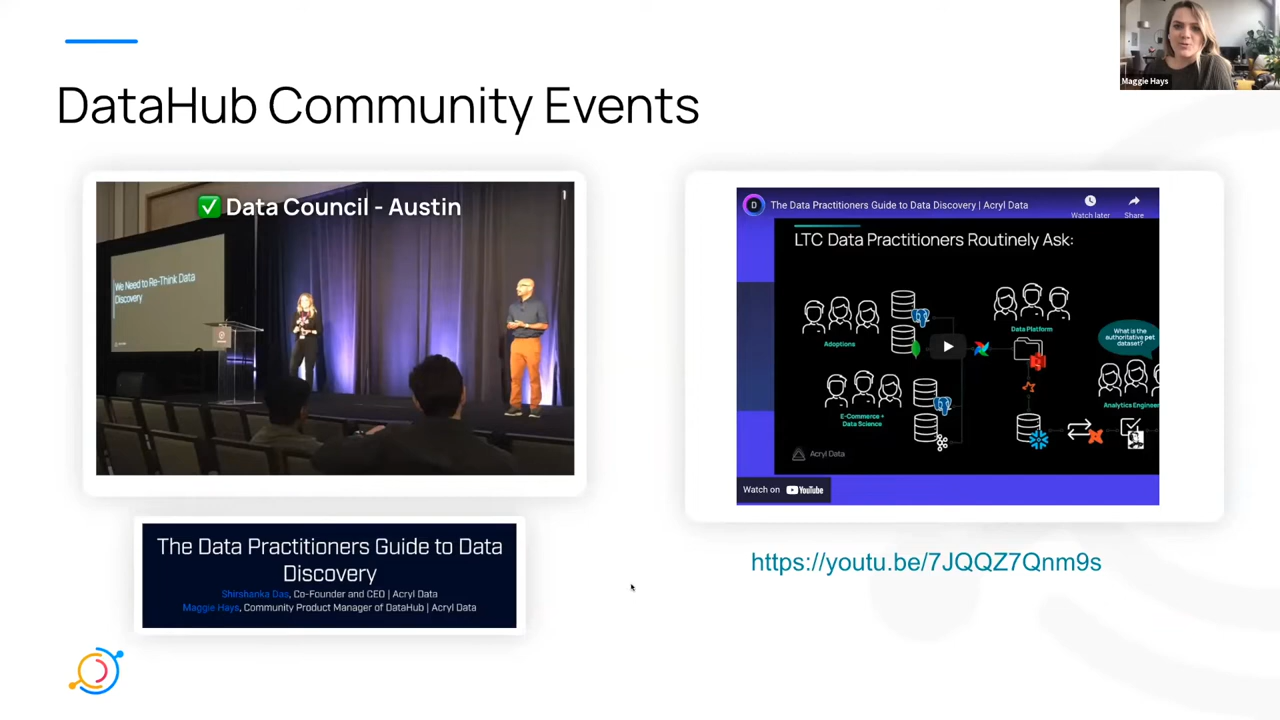 Maggie Hays
DataHub Community Events
✅ Data Council - Austin
We Need to Re-Think Data
Discovery
The Data Practitioners Guide to Data
Discovery
Shirshanka Das, Co-Founder and CEO | Acryl Data
Maggie Hays, Community Product Manager of DataHub | Acryl Data
D
The Data Practitioners Guide to Data Discovery | Acryl Data
Watch later
Share
LTC Data Practitioners Routinely Ask:
Adoptions
Data Platform
What is the
authoritative pet
dataset?
E-Commerce +
Data Science
Analytics Engineer
Acryl Data
Watch on YouTube
https://youtu.be/7JQQZ7Qnm9s